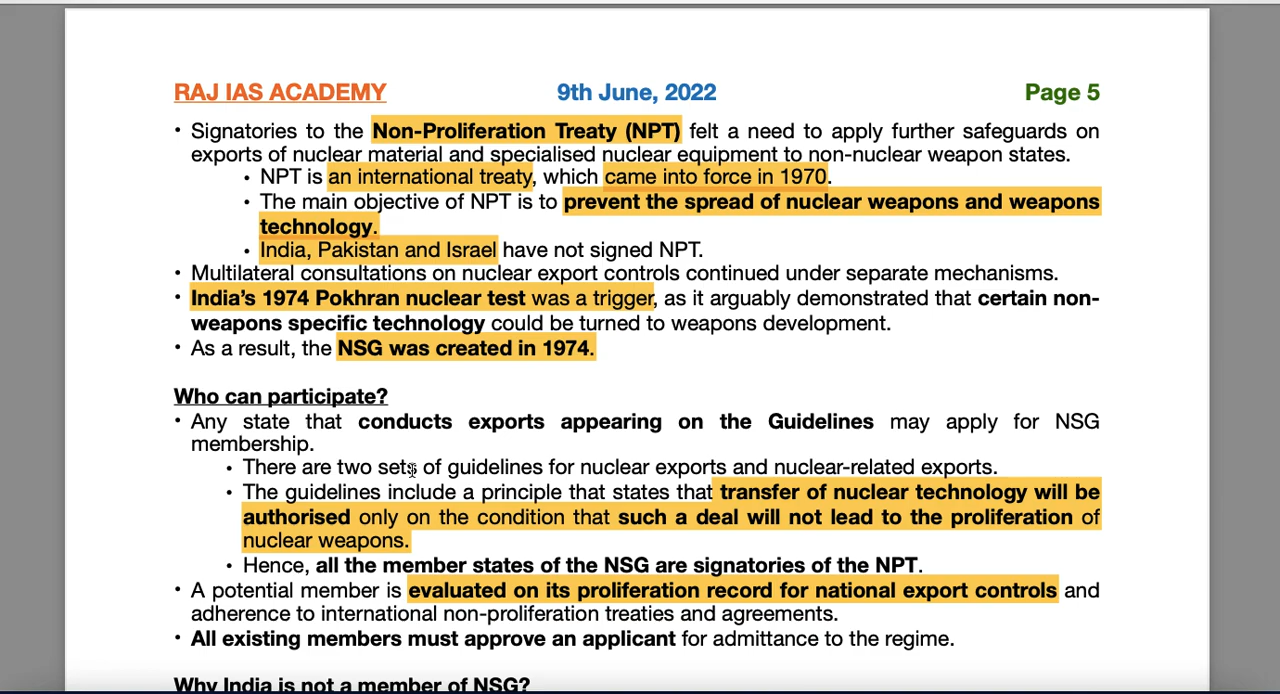 RAJ IAS ACADEMY 9th June, 2022 Page 5
• Signatories to the Non-Proliferation Treaty (NPT) felt a need to apply further safeguards on
exports of nuclear material and specialised nuclear equipment to non-nuclear weapon states.
• NPT is an international treaty, which came into force in 1970.
• The main objective of NPT is to prevent the spread of nuclear weapons and weapons
technology.
• India, Pakistan and Israel have not signed NPT.
• Multilateral consultations on nuclear export controls continued under separate mechanisms.
• India’s 1974 Pokhran nuclear test was a trigger, as it arguably demonstrated that certain non-
weapons specific technology could be turned to weapons development.
• As a result, the NSG was created in 1974.
Who can participate?
• Any state that conducts exports appearing on the Guidelines may apply for NSG
membership.
• There are two sets of guidelines for nuclear exports and nuclear-related exports.
• The guidelines include a principle that states that transfer of nuclear technology will be
authorised only on the condition that such a deal will not lead to the proliferation of
nuclear weapons.
• Hence, all the member states of the NSG are signatories of the NPT.
• A potential member is evaluated on its proliferation record for national export controls and
adherence to international non-proliferation treaties and agreements.
• All existing members must approve an applicant for admittance to the regime.
Why India is not a member of NSG?